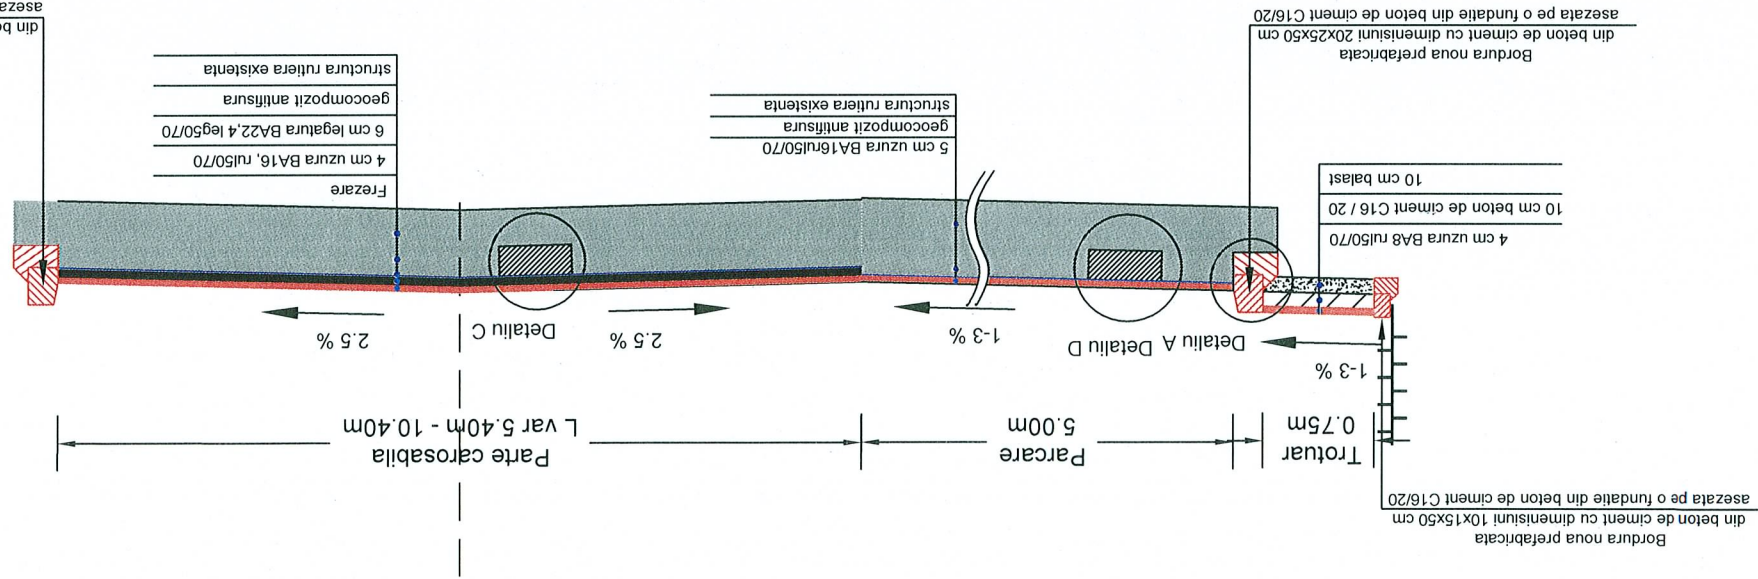 Bordura noua prefabricata
din beton de ciment cu dimenisiuni 10x15x50 cm
asezata pe o fundatie din beton de ciment C16/20
Trotuar
0.75m
Parcare
5.00m
Parte carosabila
L var 5.40m - 10.40m
1-3 %
Detaliu A
Detaliu D
1-3 %
2.5 %
Detaliu C
2.5 %
4 cm uzura BA8 rul50/70
10 cm beton de ciment C16 / 20
10 cm balast
5 cm uzura BA16rul50/70
geocompozit antifisura
structura rutiera existenta
Frezare
4 cm uzura BA16, rul50/70
6 cm legatura BA22,4 leg50/70
geocompozit antifisura
structura rutiera existenta
Bordura noua prefabricata
din beton de ciment cu dimenisiuni 20x25x50 cm
asezata pe o fundatie din beton de ciment C16/20
din be
aseza